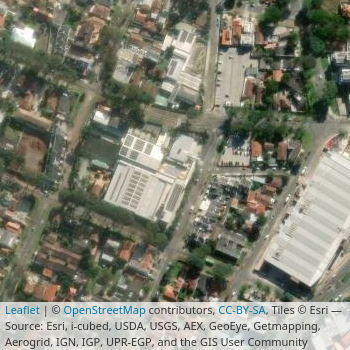 Leaflet | © OpenStreetMap contributors, CC-BY-SA, Tiles © Esri —
Source: Esri, i-cubed, USDA, USGS, AEX, GeoEye, Getmapping,
Aerogrid, IGN, IGP, UPR-EGP, and the GIS User Community